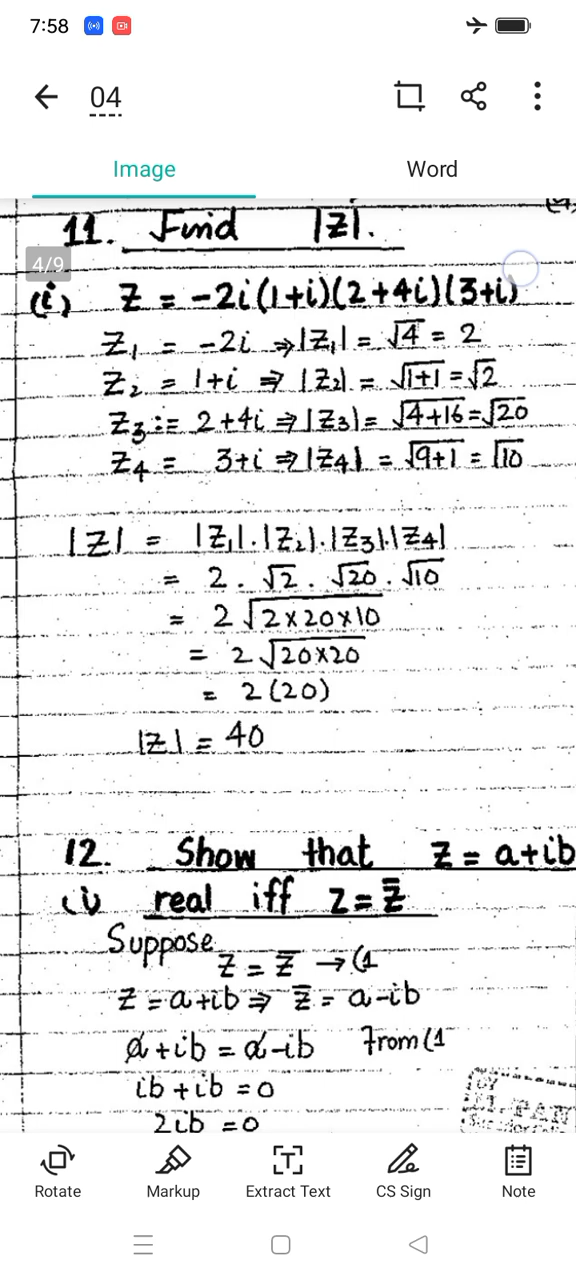 7:58
04
Image Word
11. Find |Z|.
4/9
(i) Z = -2i(1+i)(2+4i)(3+i)
Z₁ = -2i ⇒ |Z₁| = √4 = 2
Z₂ = 1+i ⇒ |Z₂| = √1+1 = √2
Z₃ := 2+4i ⇒ |Z₃| = √4+16 = √20
Z₄ = 3+i ⇒ |Z₄| = √9+1 = √10
|Z| = |Z₁|.|Z₂|.|Z₃|.|Z₄|
= 2 . √2 . √20 . √10
= 2 √2×20×10
= 2 √20×20
= 2 (20)
|Z| = 40
12. Show that Z = a+ib
(i) real iff Z = Z̄
Suppose
Z = Z̄ → (1
Z = a+ib ⇒ Z̄ = a-ib
a+ib = a-ib From (1
ib + ib = 0
2ib = 0
Rotate Markup Extract Text CS Sign Note